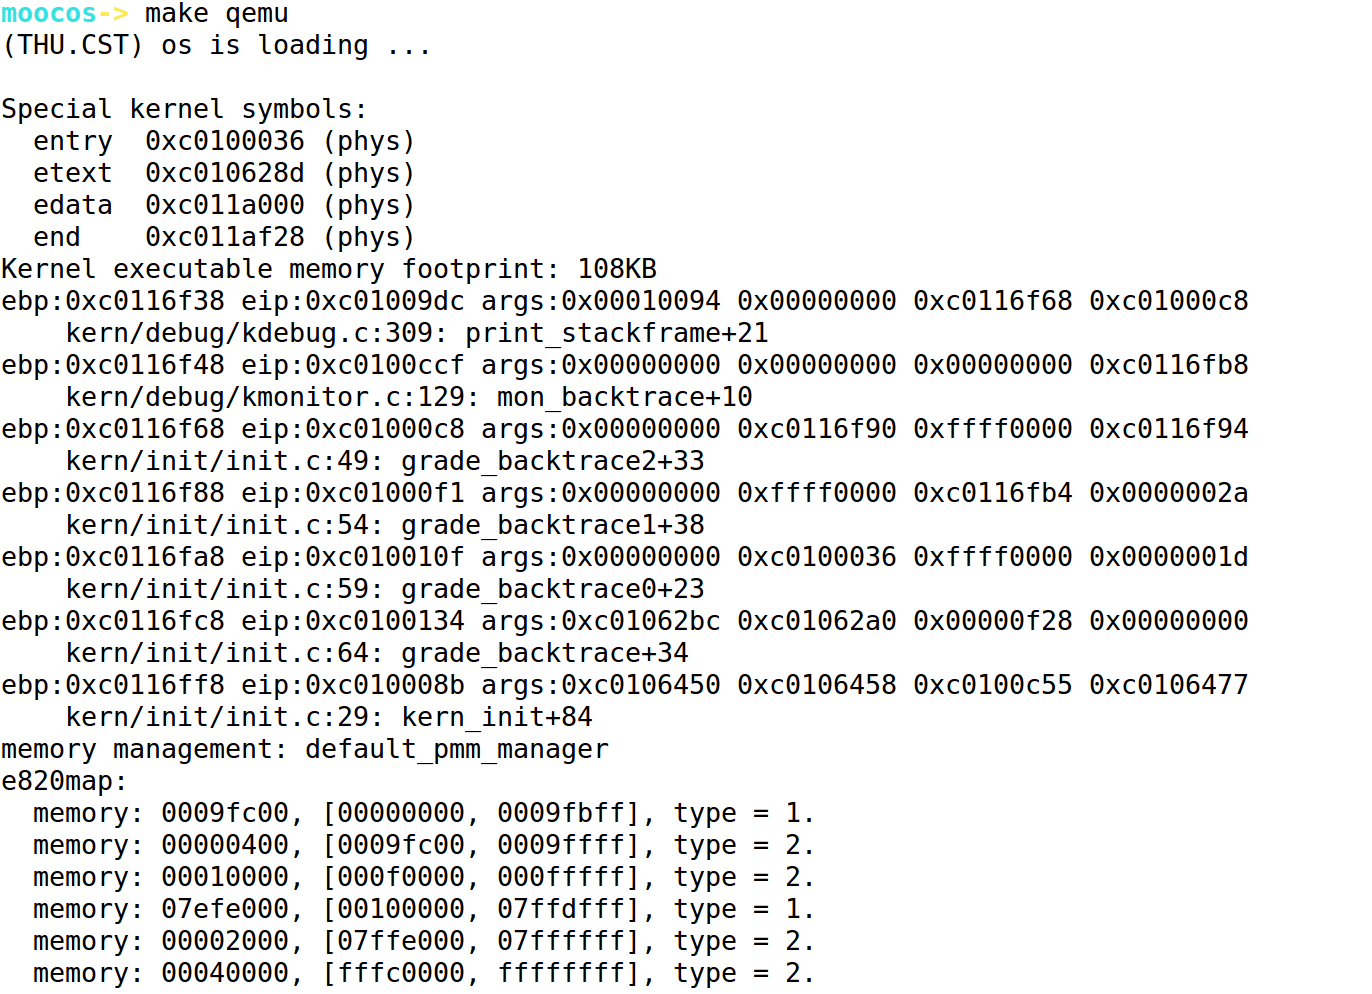 moocos-> make qemu
(THU.CST) os is loading ...

Special kernel symbols:
  entry  0xc0100036 (phys)
  etext  0xc010628d (phys)
  edata  0xc011a000 (phys)
  end    0xc011af28 (phys)
Kernel executable memory footprint: 108KB
ebp:0xc0116f38 eip:0xc01009dc args:0x00010094 0x00000000 0xc0116f68 0xc01000c8
    kern/debug/kdebug.c:309: print_stackframe+21
ebp:0xc0116f48 eip:0xc0100ccf args:0x00000000 0x00000000 0x00000000 0xc0116fb8
    kern/debug/kmonitor.c:129: mon_backtrace+10
ebp:0xc0116f68 eip:0xc01000c8 args:0x00000000 0xc0116f90 0xffff0000 0xc0116f94
    kern/init/init.c:49: grade_backtrace2+33
ebp:0xc0116f88 eip:0xc01000f1 args:0x00000000 0xffff0000 0xc0116fb4 0x0000002a
    kern/init/init.c:54: grade_backtrace1+38
ebp:0xc0116fa8 eip:0xc010010f args:0x00000000 0xc0100036 0xffff0000 0x0000001d
    kern/init/init.c:59: grade_backtrace0+23
ebp:0xc0116fc8 eip:0xc0100134 args:0xc01062bc 0xc01062a0 0x00000f28 0x00000000
    kern/init/init.c:64: grade_backtrace+34
ebp:0xc0116ff8 eip:0xc010008b args:0xc0106450 0xc0106458 0xc0100c55 0xc0106477
    kern/init/init.c:29: kern_init+84
memory management: default_pmm_manager
e820map:
  memory: 0009fc00, [00000000, 0009fbff], type = 1.
  memory: 00000400, [0009fc00, 0009ffff], type = 2.
  memory: 00010000, [000f0000, 000fffff], type = 2.
  memory: 07efe000, [00100000, 07ffdfff], type = 1.
  memory: 00002000, [07ffe000, 07ffffff], type = 2.
  memory: 00040000, [fffc0000, ffffffff], type = 2.